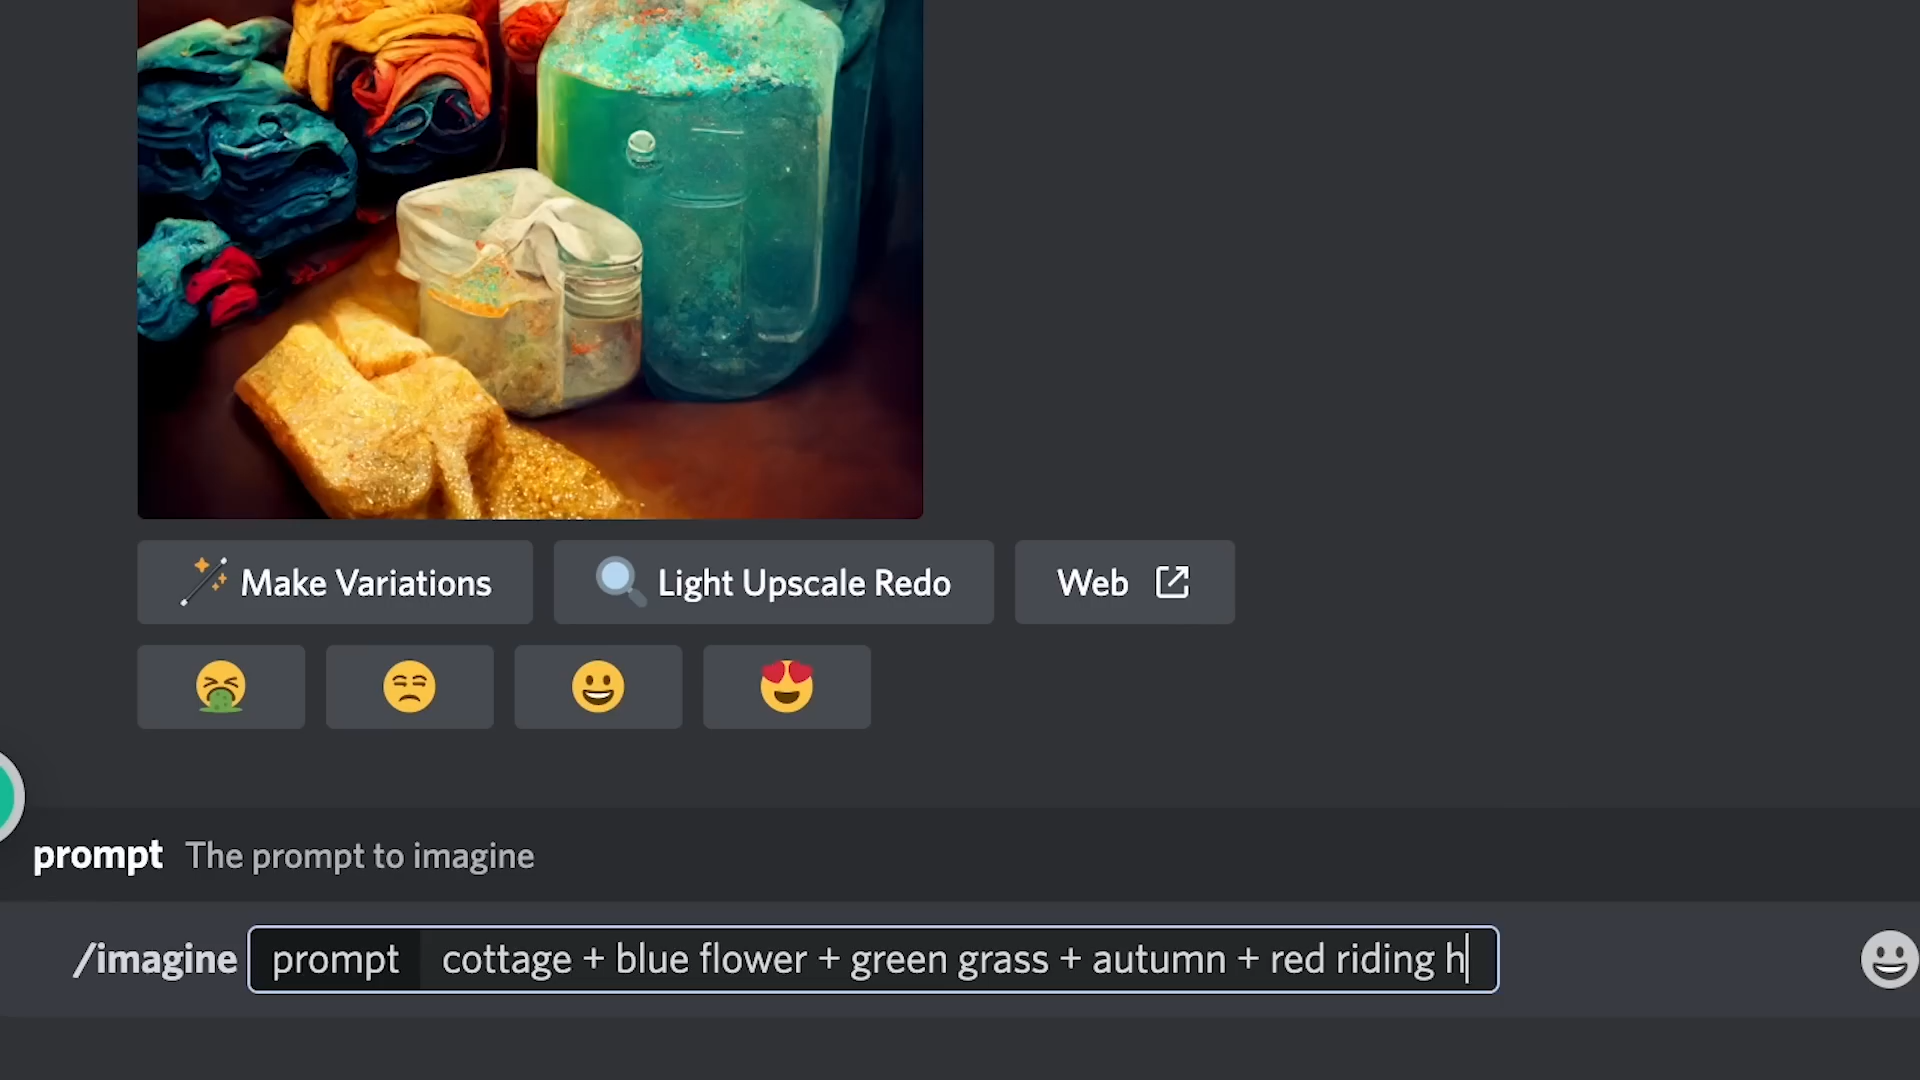 Make Variations Light Upscale Redo Web
prompt The prompt to imagine
/imagine prompt cottage + blue flower + green grass + autumn + red riding h